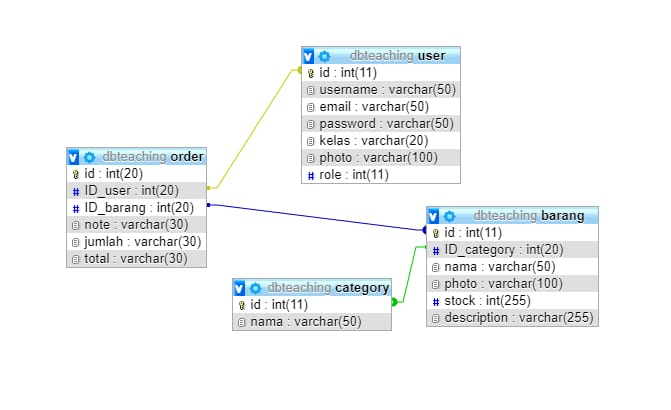 dbteaching user
id : int(11)
username : varchar(50)
email : varchar(50)
password : varchar(50)
kelas : varchar(20)
photo : varchar(100)
# role : int(11)
dbteaching order
id : int(20)
# ID_user : int(20)
# ID_barang : int(20)
note : varchar(30)
jumlah : varchar(30)
total : varchar(30)
dbteaching barang
id : int(11)
# ID_category : int(20)
nama : varchar(50)
photo : varchar(100)
# stock : int(255)
description : varchar(255)
dbteaching category
id : int(11)
nama : varchar(50)